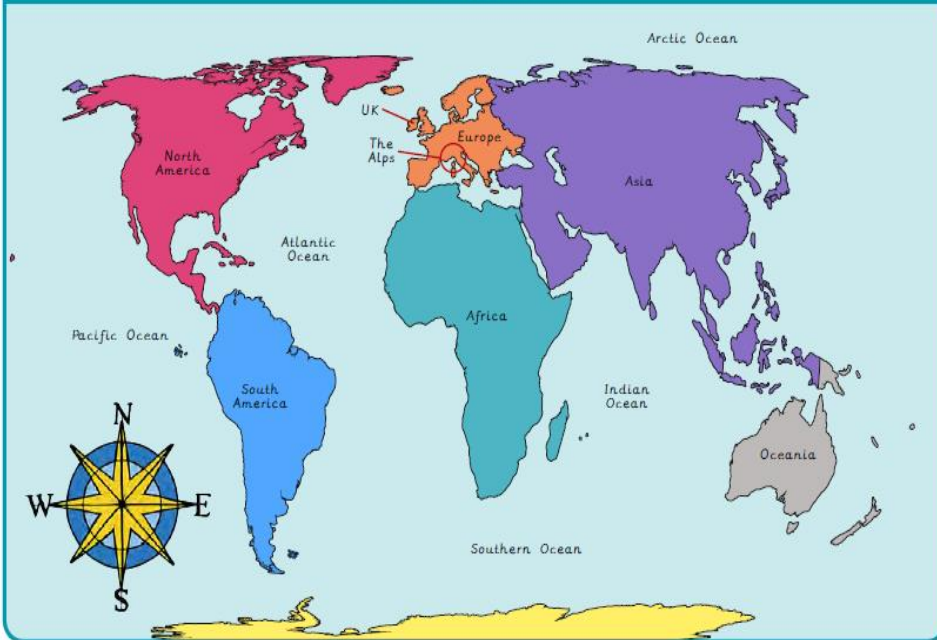 Arctic Ocean
UK
The
Alps
Europe
North
America
Asia
Atlantic
Ocean
Africa
Pacific Ocean
South
America
Indian
Ocean
N
W
E
S
Oceania
Southern Ocean